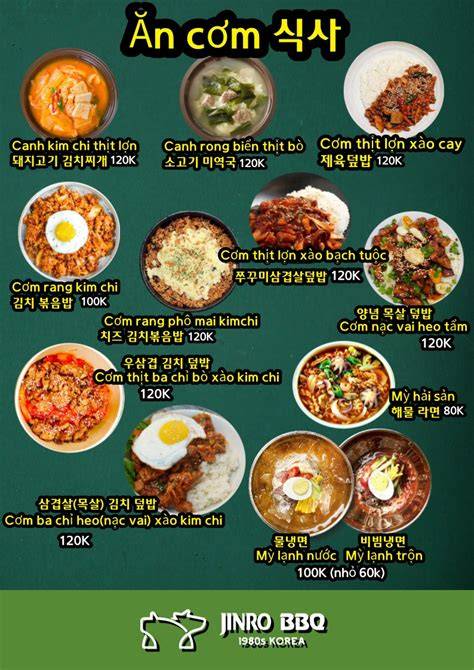 Ăn cơm 식사
Canh kim chi thịt lợn
돼지고기 김치찌개 120K
Canh rong biển thịt bò
소고기 미역국 120K
Cơm thịt lợn xào cay
제육덮밥 120K
Cơm rang kim chi
김치 볶음밥 100K
Cơm rang phô mai kimchi
치즈 김치볶음밥 120K
Cơm thịt lợn xào bạch tuộc
쭈꾸미삼겹살덮밥 120K
양념 목살 덮밥
Cơm nạc vai heo tẩm
120K
우삼겹 김치 덮밥
Cơm thịt ba chỉ bò xào kim chi
120K
Mỳ hải sản
해물 라면 80K
삼겹살(목살) 김치 덮밥
Cơm ba chỉ heo(nạc vai) xào kim chi
120K
물냉면
Mỳ lạnh nước
비빔냉면
Mỳ lạnh trộn
100K (nhỏ 60k)
JINRO BBQ
1980s KOREA